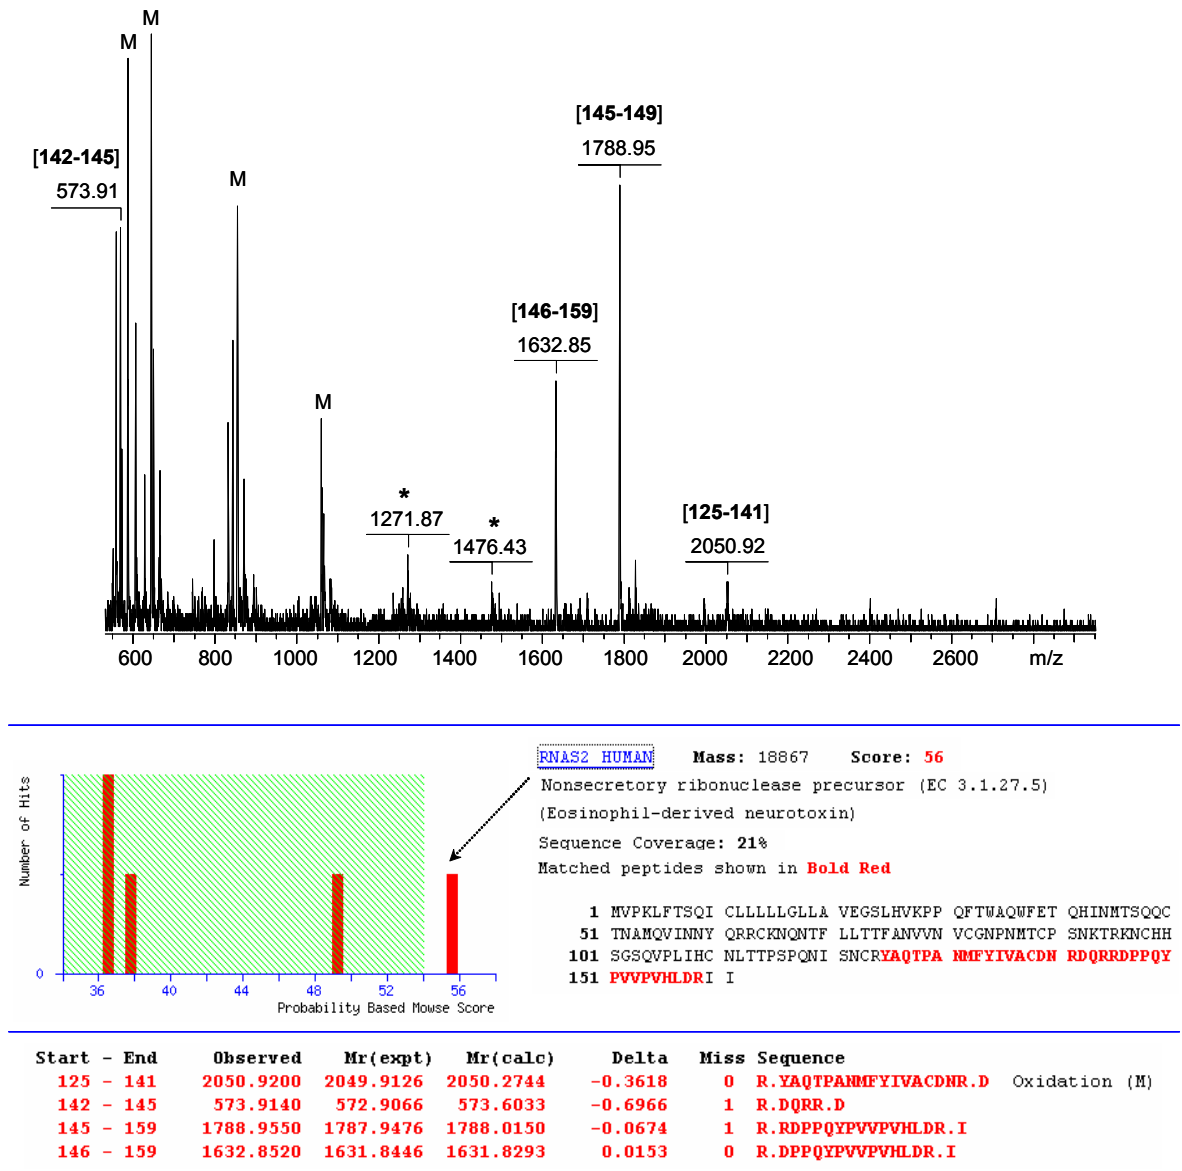 M
M
[145-149]
1788.95
[142-145]
573.91
M
[146-159]
1632.85
M
*
1271.87
*
1476.43
[125-141]
2050.92
600 800 1000 1200 1400 1600 1800 2000 2200 2400 2600 m/z
RNAS2 HUMAN Mass: 18867 Score: 56
Nonsecretory ribonuclease precursor (EC 3.1.27.5)
(Eosinophil-derived neurotoxin)
Sequence Coverage: 21%
Matched peptides shown in Bold Red
1 MVPKLFTSQI CLLLLLGLLA VEGSLHVKPP QFTWAQWFET QHINMTSQQC
51 TNAMQVINNY QRRCKNQNTF LLTTFANVVN VCGNPNMTCP SNKTRKNCHH
101 SGSQVPLIHC NLTTPSPQNI SNCRYAQTPA NMFYIVACDN RDQRRDPPQY
151 PVVPVHLDRI I
Number of Hits
0
36 40 44 48 52 56
Probability Based Mowse Score
Start - End Observed Mr(expt) Mr(calc) Delta Miss Sequence
125 - 141 2050.9200 2049.9126 2050.2744 -0.3618 0 R.YAQTPANMFYIVACDNR.D Oxidation (M)
142 - 145 573.9140 572.9066 573.6033 -0.6966 1 R.DQRR.D
145 - 159 1788.9550 1787.9476 1788.0150 -0.0674 1 R.RDPPQYPVVPVHLDR.I
146 - 159 1632.8520 1631.8446 1631.8293 0.0153 0 R.DPPQYPVVPVHLDR.I